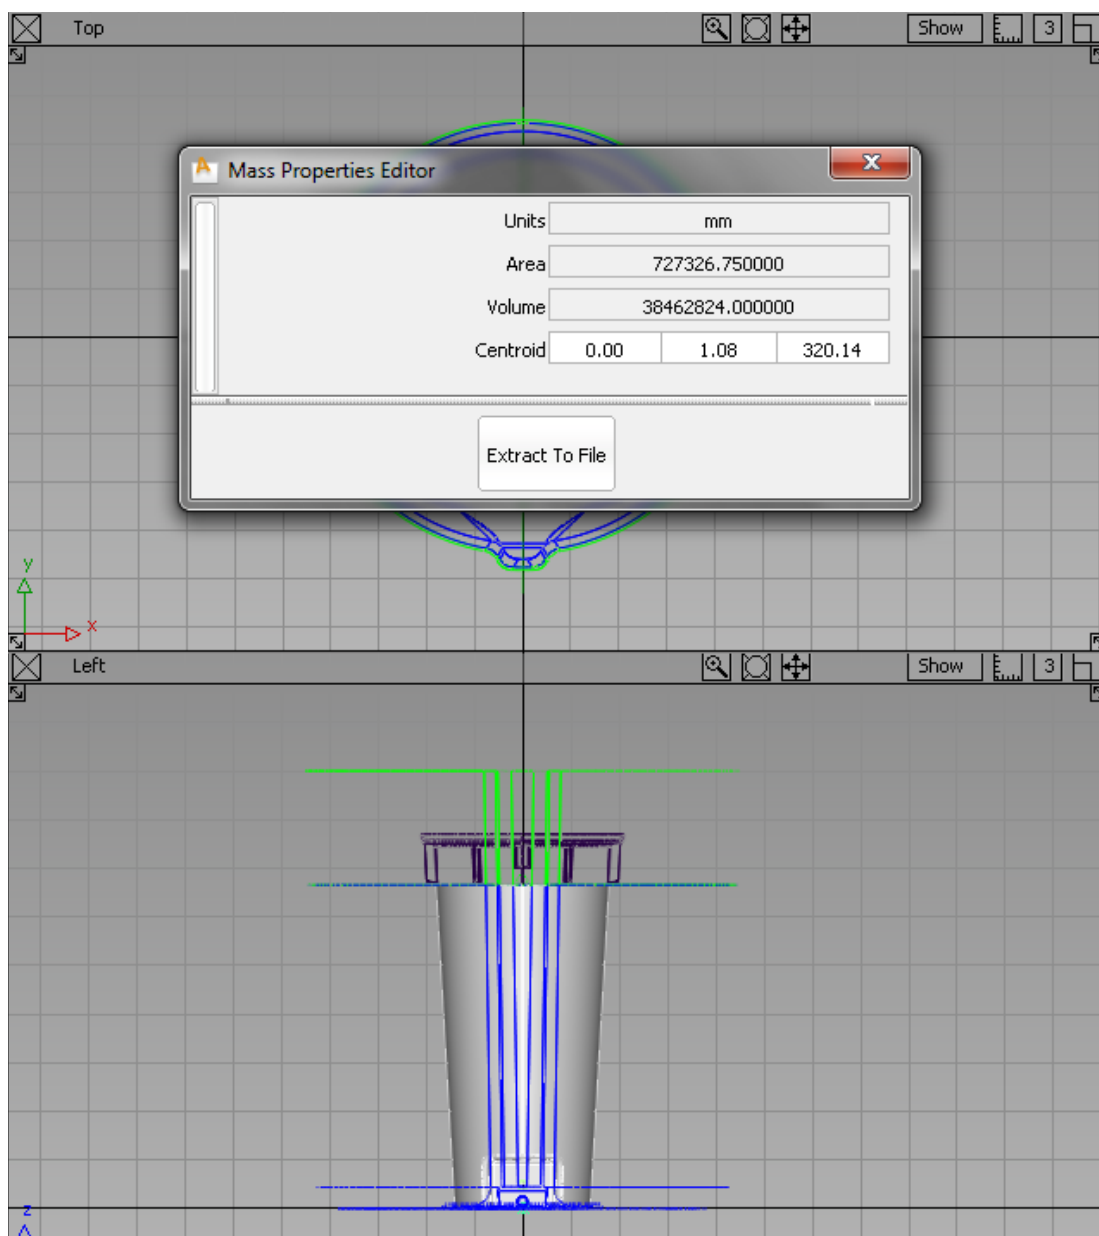 Top
Show
3
Mass Properties Editor
Units mm
Area 727326.750000
Volume 38462824.000000
Centroid 0.00 1.08 320.14
Extract To File
y
x
Left
Show
3
z